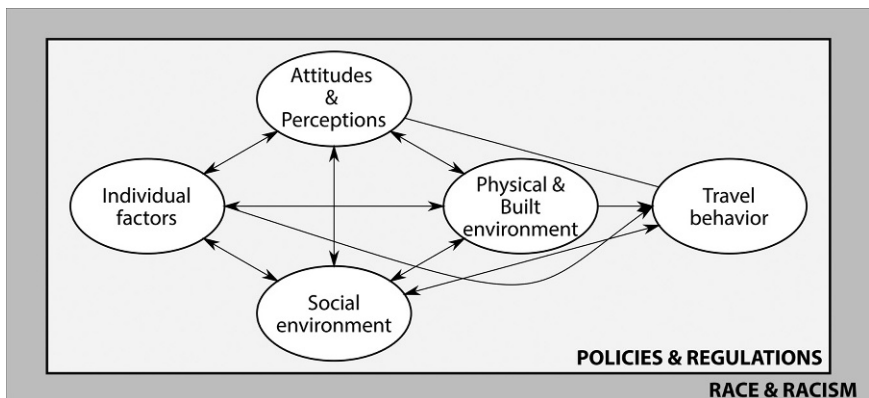 Attitudes
&
Perceptions
Individual
factors
Physical &
Built
environment
Travel
behavior
Social
environment
POLICIES & REGULATIONS
RACE & RACISM